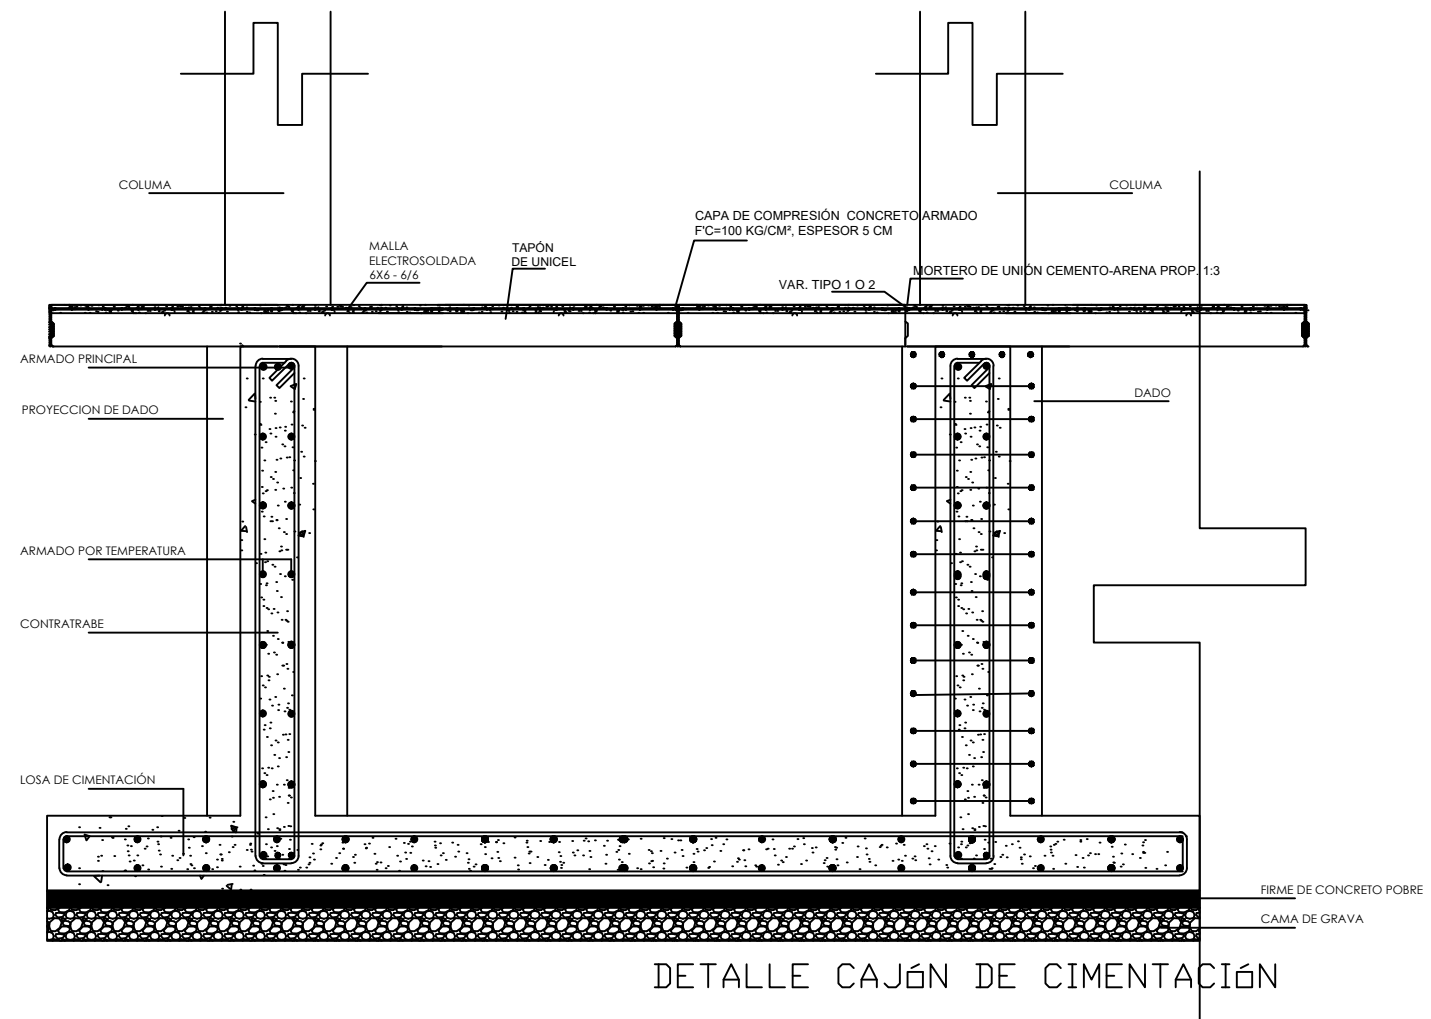 COLUMA
COLUMA
CAPA DE COMPRESIÓN  CONCRETO ARMADO
F'C=100 KG/CM², ESPESOR 5 CM
MALLA
ELECTROSOLDADA
6X6 - 6/6
TAPÓN
DE UNICEL
MORTERO DE UNIÓN CEMENTO-ARENA PROP. 1:3
VAR. TIPO 1 O 2
ARMADO PRINCIPAL
PROYECCION DE DADO
DADO
ARMADO POR TEMPERATURA
CONTRATRABE
LOSA DE CIMENTACIÓN
FIRME DE CONCRETO POBRE
CAMA DE GRAVA
DETALLE CAJóN DE CIMENTACIóN